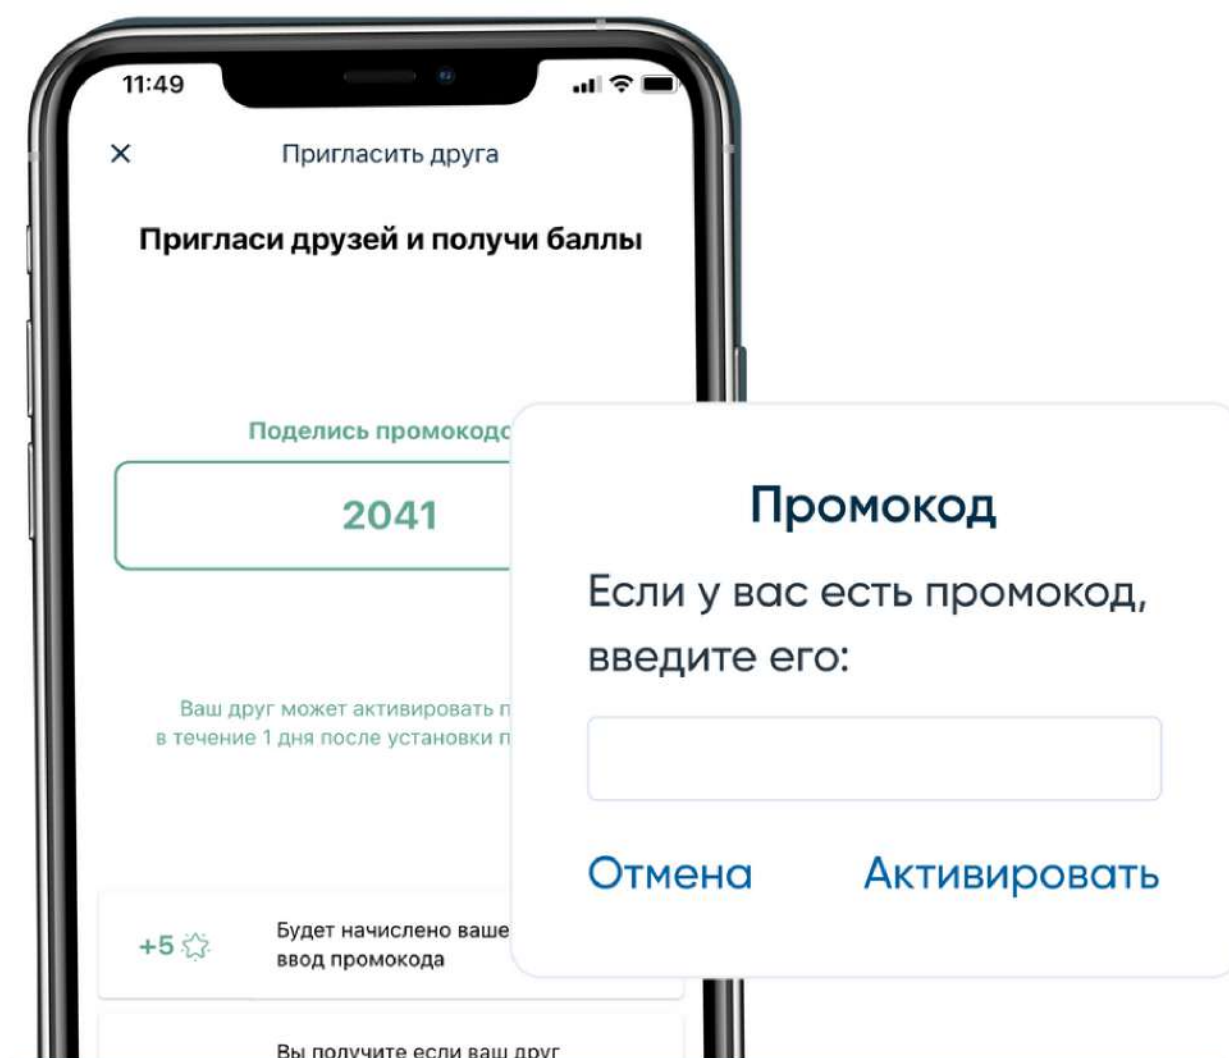 11:49
Пригласить друга
Пригласи друзей и получи баллы
Поделись
2041
Ваш друг может активировать
в течение 1 дня после установки
+5
Будет начислено
ввод промокода
Вы получите если ваш друг
Промокод
Если у вас есть промокод,
введите его:
Отмена
Активировать